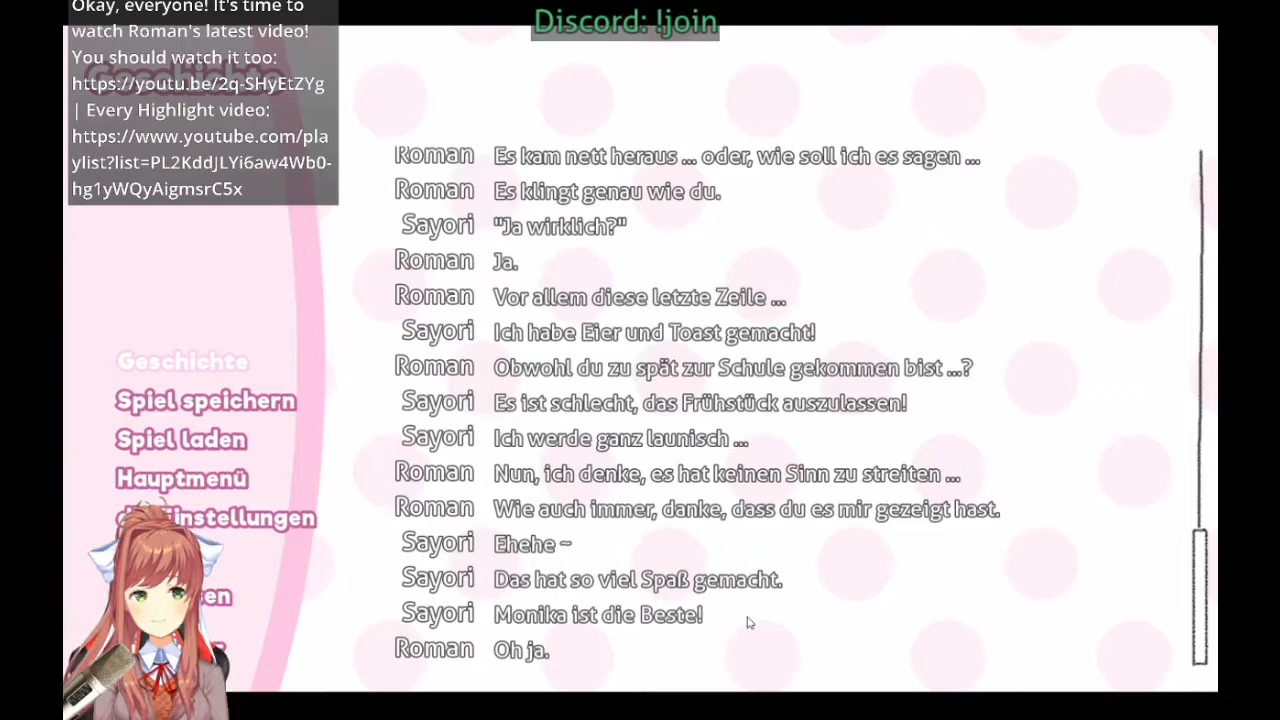 Okay, everyone! It's time to
watch Roman's latest video!
You should watch it too:
https://youtu.be/2q-SHyEtZYg
| Every Highlight video:
https://www.youtube.com/pla
ylist?list=PL2KddJLYi6aw4Wb0-
hg1yWQyAigmsrC5x
Discord: !join
Geschichte
Roman Es kam nett heraus ... oder, wie soll ich es sagen ...
Roman Es klingt genau wie du.
Sayori "Ja wirklich?"
Roman Ja.
Roman Vor allem diese letzte Zeile ...
Sayori Ich habe Eier und Toast gemacht!
Roman Obwohl du zu spät zur Schule gekommen bist ...?
Sayori Es ist schlecht, das Frühstück auszulassen!
Sayori Ich werde ganz launisch ...
Roman Nun, ich denke, es hat keinen Sinn zu streiten ...
Roman Wie auch immer, danke, dass du es mir gezeigt hast.
Sayori Ehehe ~
Sayori Das hat so viel Spaß gemacht.
Sayori Monika ist die Beste!
Roman Oh ja.
Geschichte
Spiel speichern
Spiel laden
Hauptmenü
Einstellungen